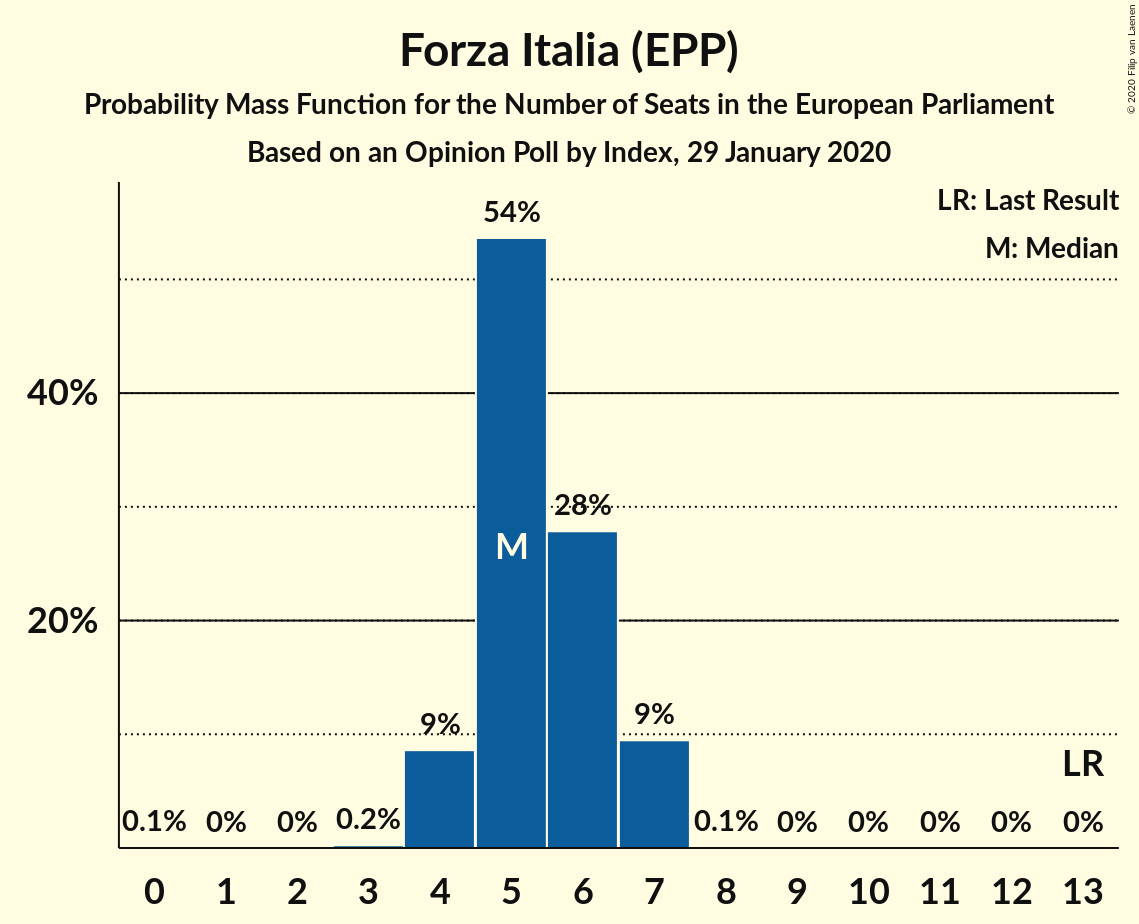 Forza Italia (EPP)
Probability Mass Function for the Number of Seats in the European Parliament
Based on an Opinion Poll by Index, 29 January 2020
© 2020 Filip van Laenen
LR: Last Result
M: Median
54%
40%
28%
M
20%
9%
9%
LR
0.1% 0% 0% 0.2% 0.1% 0% 0% 0% 0% 0%
0 1 2 3 4 5 6 7 8 9 10 11 12 13